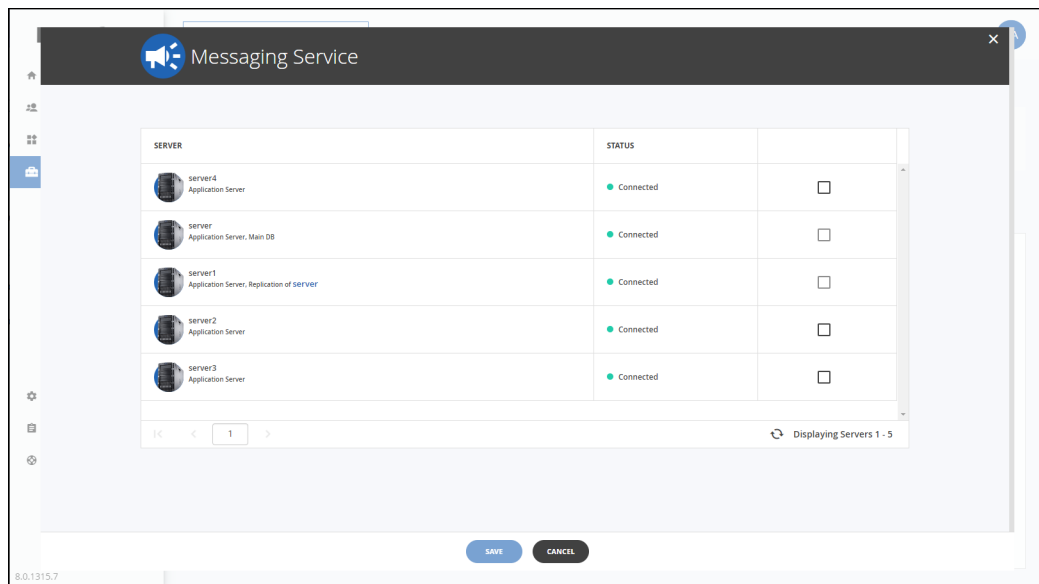 Messaging Service
SERVER STATUS
server4
Application Server
Connected
server
Application Server, Main DB
Connected
server1
Application Server, Replication of server
Connected
server2
Application Server
Connected
server3
Application Server
Connected
1
Displaying Servers 1 - 5
SAVE CANCEL
8.0.1315.7